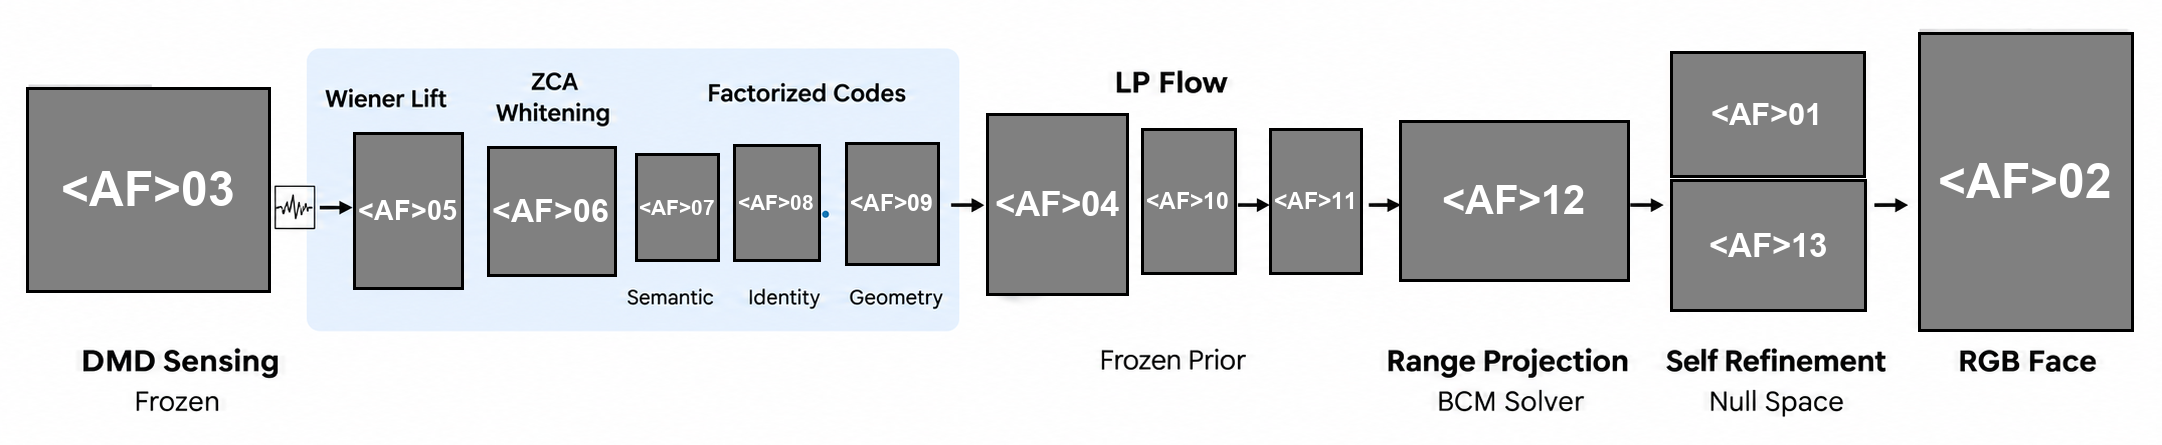 <AF>03
DMD Sensing
Frozen
Wiener Lift
<AF>05
ZCA
Whitening
<AF>06
Factorized Codes
<AF>07
<AF>08
<AF>09
Semantic
Identity
Geometry
LP Flow
<AF>04
<AF>10
<AF>11
Frozen Prior
<AF>12
Range Projection
BCM Solver
<AF>01
<AF>13
Self Refinement
Null Space
<AF>02
RGB Face